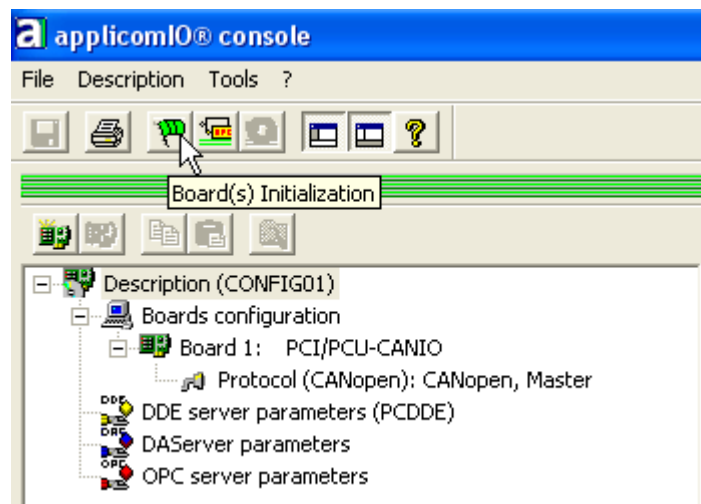 applicomIO® console
File Description Tools ?
Board(s) Initialization
Description (CONFIG01)
Boards configuration
Board 1: PCI/PCU-CANIO
Protocol (CANopen): CANopen, Master
DDE server parameters (PCDDE)
DAServer parameters
OPC server parameters